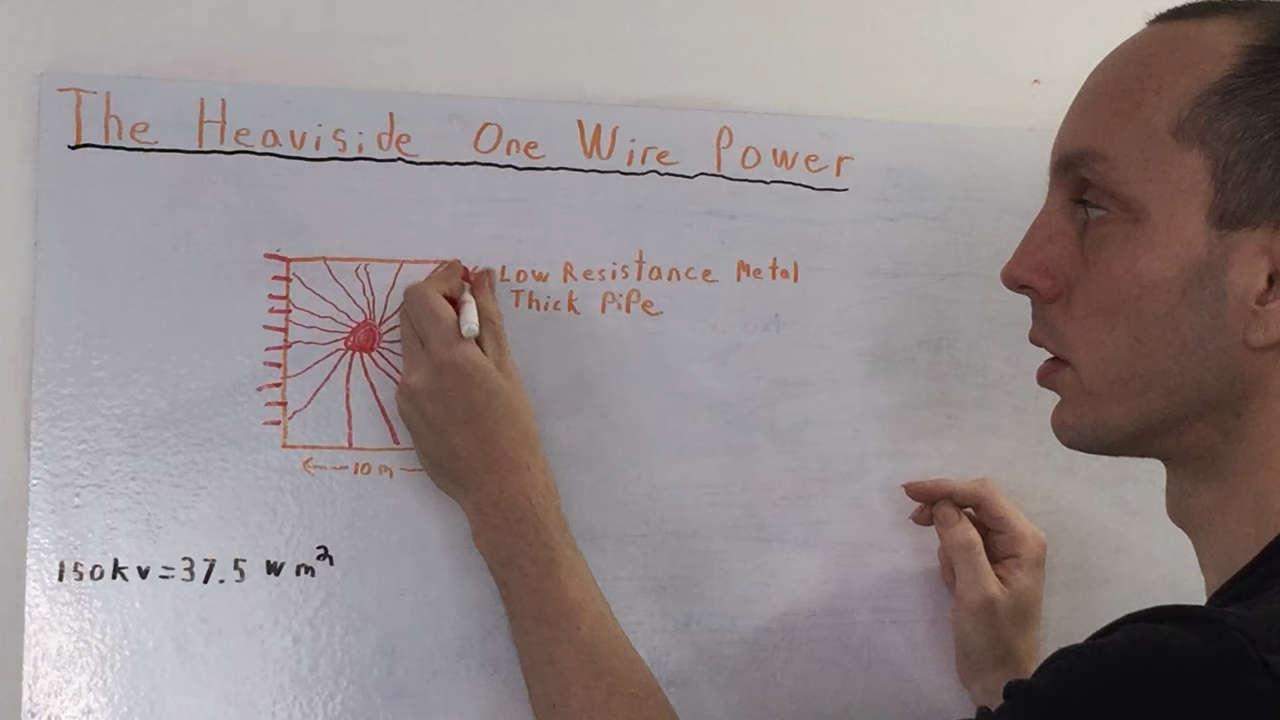 The Heaviside One Wire Power
Low Resistance Metal
Thick Pipe
10 m
150kv=37.5 wm²